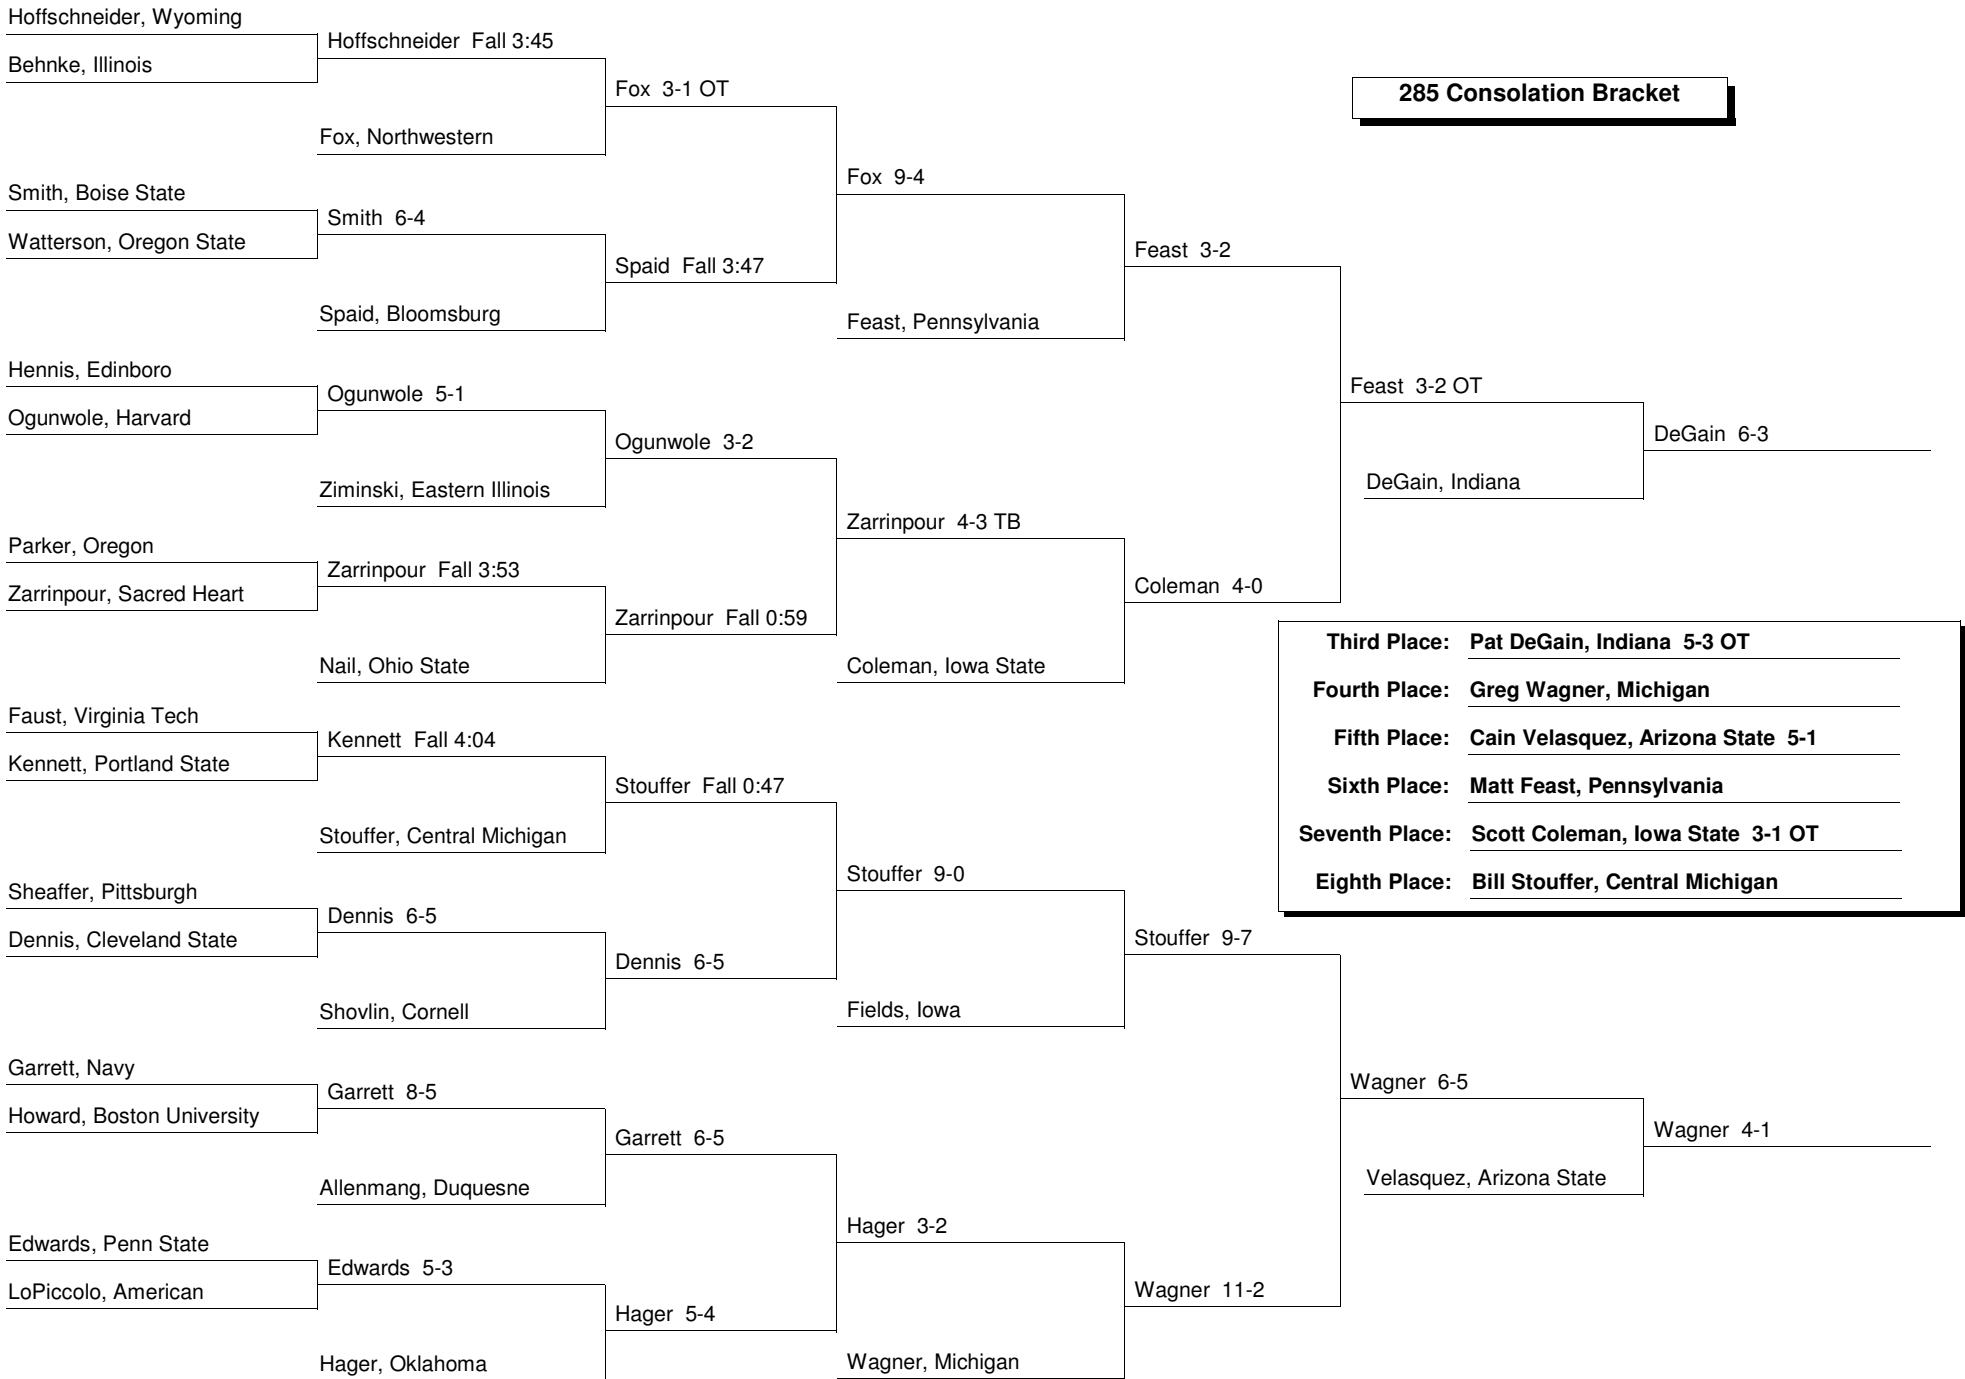 Hoffschneider, Wyoming
Behnke, Illinois
Smith, Boise State
Watterson, Oregon State
Hennis, Edinboro
Ogunwole, Harvard
Parker, Oregon
Zarrinpour, Sacred Heart
Faust, Virginia Tech
Kennett, Portland State
Sheaffer, Pittsburgh
Dennis, Cleveland State
Garrett, Navy
Howard, Boston University
Edwards, Penn State
LoPiccolo, American
Hoffschneider Fall 3:45
Fox, Northwestern
Smith 6-4
Spaid, Bloomsburg
Ogunwole 5-1
Ziminski, Eastern Illinois
Zarrinpour Fall 3:53
Nail, Ohio State
Kennett Fall 4:04
Stouffer, Central Michigan
Dennis 6-5
Shovlin, Cornell
Garrett 8-5
Allenmang, Duquesne
Edwards 5-3
Hager, Oklahoma
Fox 3-1 OT
Spaid Fall 3:47
Ogunwole 3-2
Zarrinpour Fall 0:59
Stouffer Fall 0:47
Dennis 6-5
Garrett 6-5
Hager 5-4
Fox 9-4
Feast, Pennsylvania
Zarrinpour 4-3 TB
Coleman, Iowa State
Stouffer 9-0
Fields, Iowa
Hager 3-2
Wagner, Michigan
Feast 3-2
Coleman 4-0
Stouffer 9-7
Wagner 11-2
Feast 3-2 OT
DeGain, Indiana
Wagner 6-5
Velasquez, Arizona State
DeGain 6-3
Wagner 4-1
285 Consolation Bracket
Third Place: Pat DeGain, Indiana 5-3 OT
Fourth Place: Greg Wagner, Michigan
Fifth Place: Cain Velasquez, Arizona State 5-1
Sixth Place: Matt Feast, Pennsylvania
Seventh Place: Scott Coleman, Iowa State 3-1 OT
Eighth Place: Bill Stouffer, Central Michigan